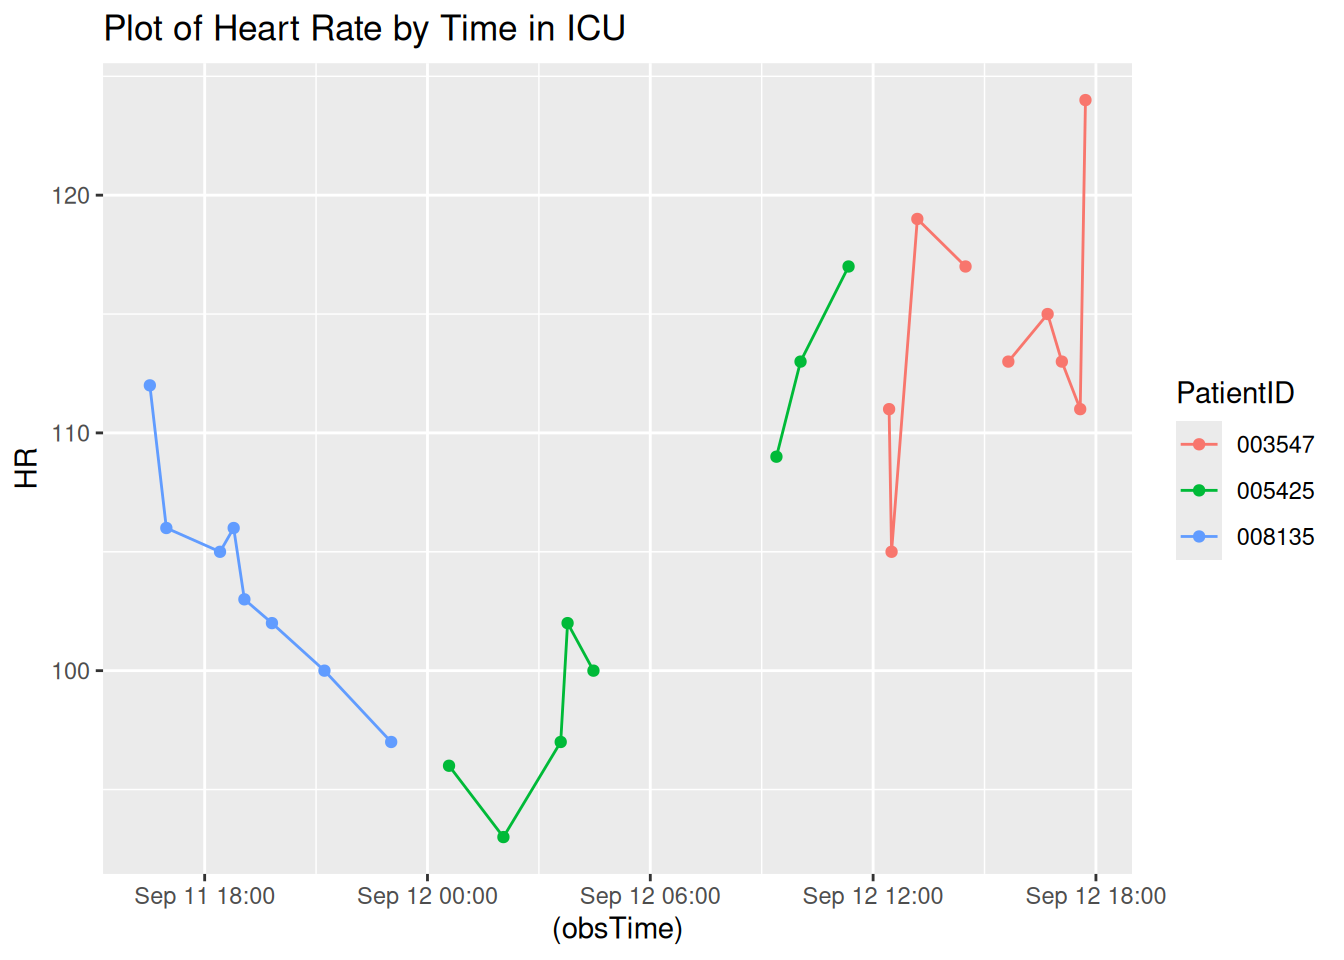 Plot of Heart Rate by Time in ICU
120
110
100
HR
Sep 11 18:00
Sep 12 00:00
Sep 12 06:00
Sep 12 12:00
Sep 12 18:00
(obsTime)
PatientID
003547
005425
008135